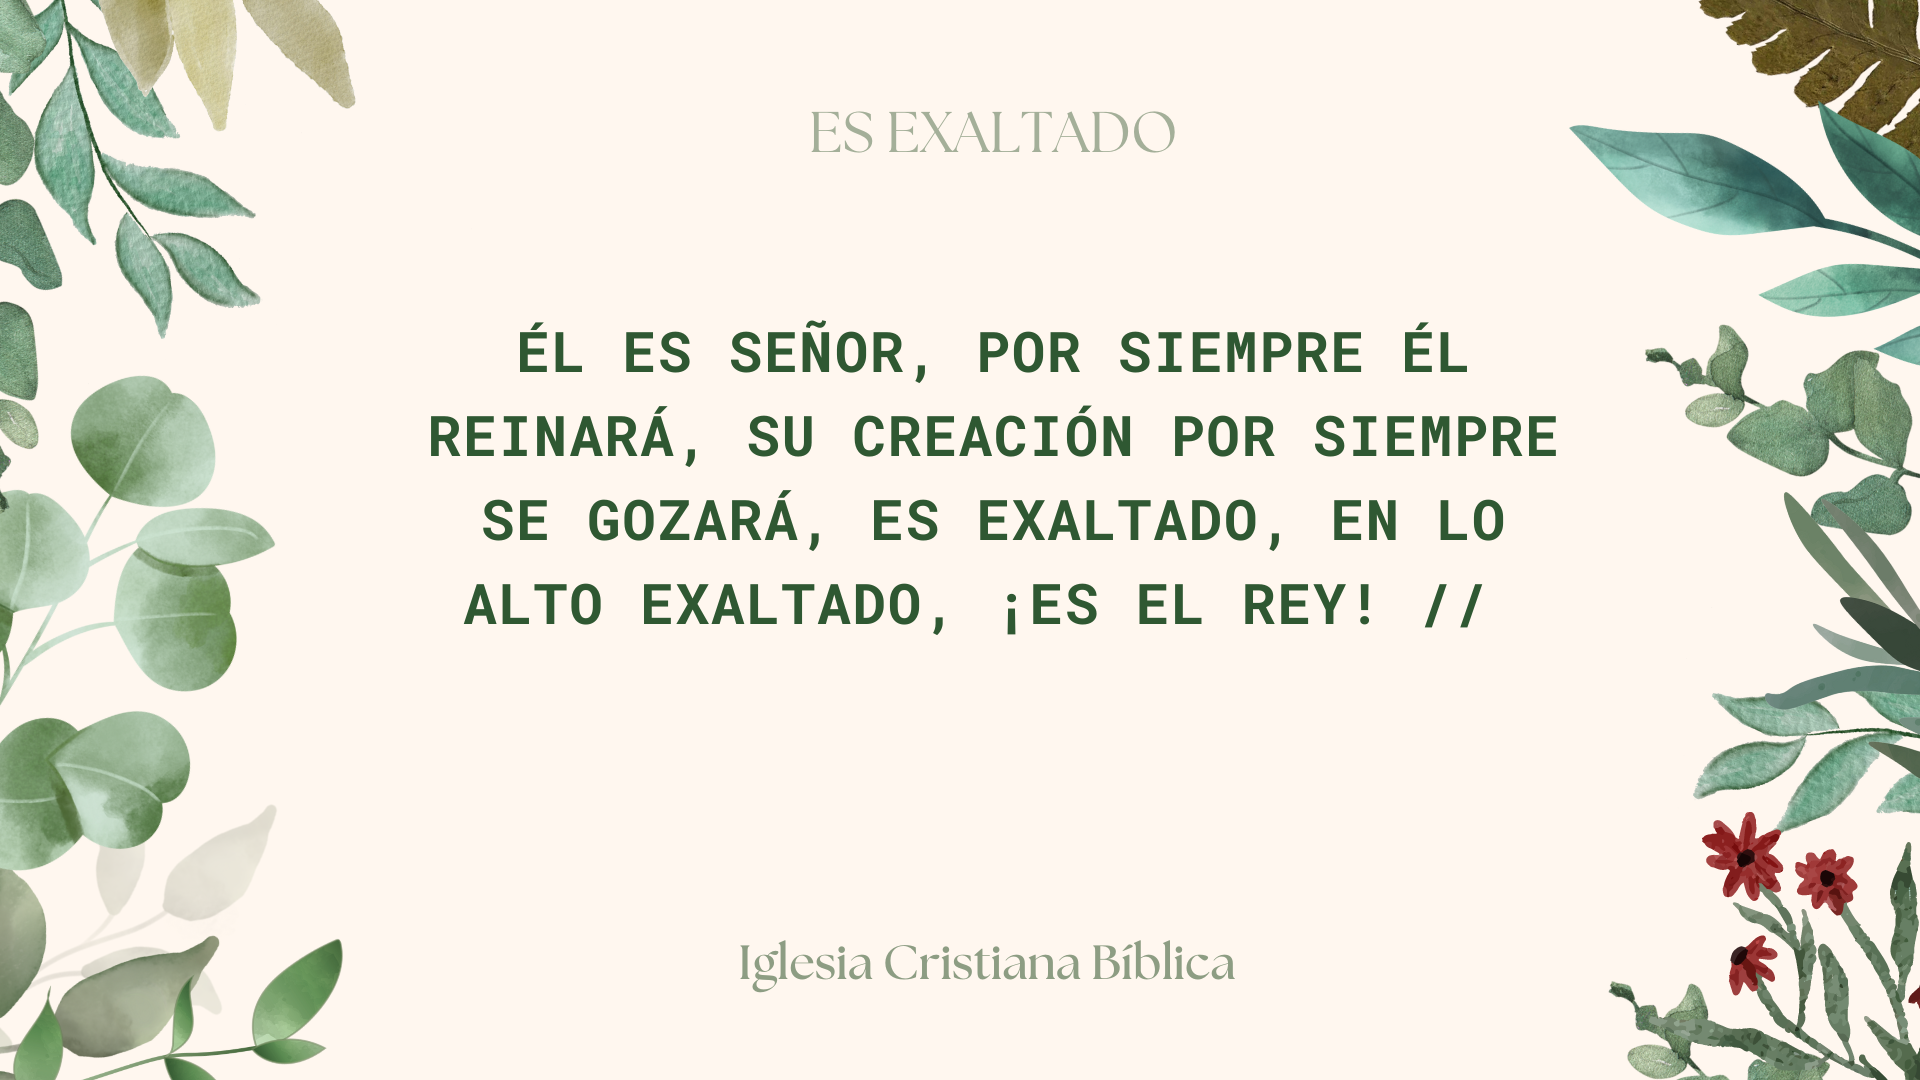 ES EXALTADO
ÉL ES SEÑOR, POR SIEMPRE ÉL
REINARÁ, SU CREACIÓN POR SIEMPRE
SE GOZARÁ, ES EXALTADO, EN LO
ALTO EXALTADO, ¡ES EL REY! //
Iglesia Cristiana Bíblica